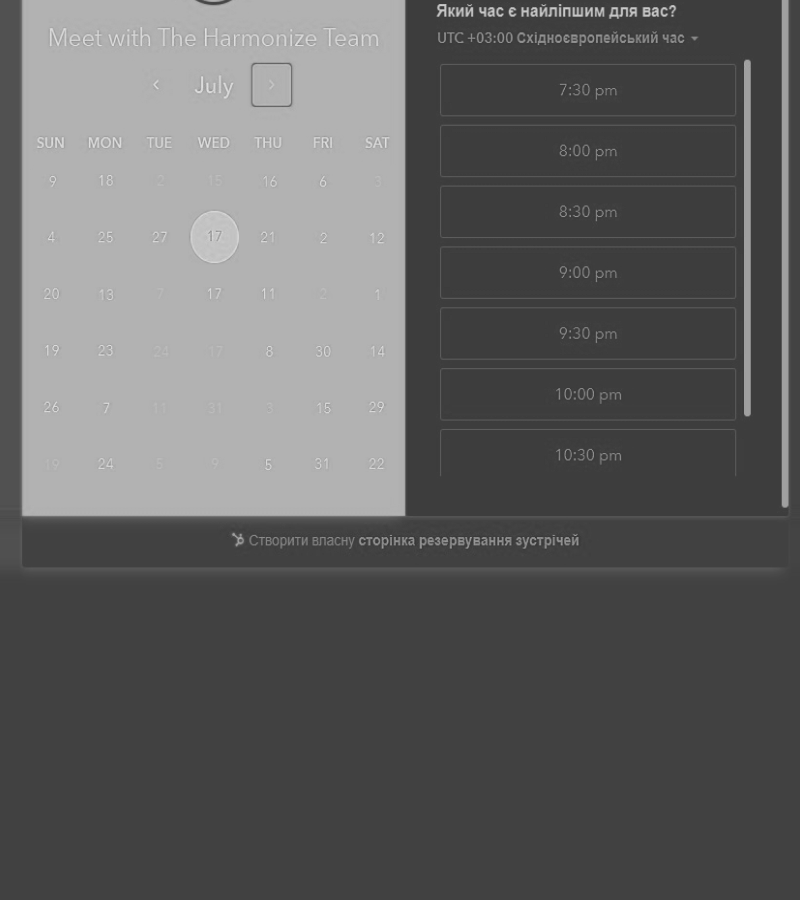 Meet with The Harmonize Team
July
SUN MON TUE WED THU FRI SAT
9 18 2 15 16 6 3
4 25 27 17 21 2 12
20 13 7 17 11 2 1
19 23 24 17 8 30 14
26 7 11 31 3 15 29
19 24 5 9 5 31 22
Який час є найліпшим для вас?
UTC +03:00 Східноєвропейський час
7:30 pm
8:00 pm
8:30 pm
9:00 pm
9:30 pm
10:00 pm
10:30 pm
Створити власну сторінка резервування зустрічей